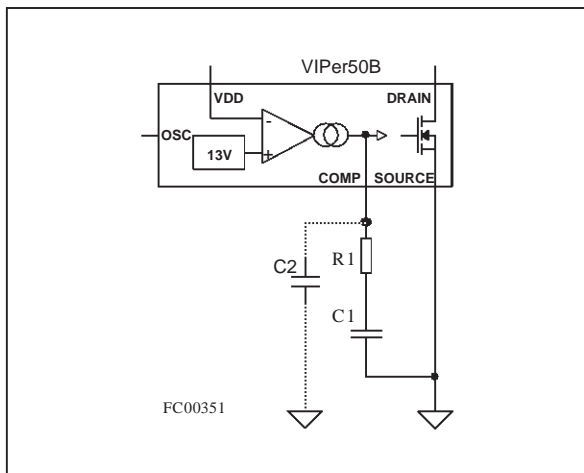 VIPer50B
VDD
DRAIN
OSC
-
13V
+
COMP
SOURCE
C2
R1
C1
FC00351